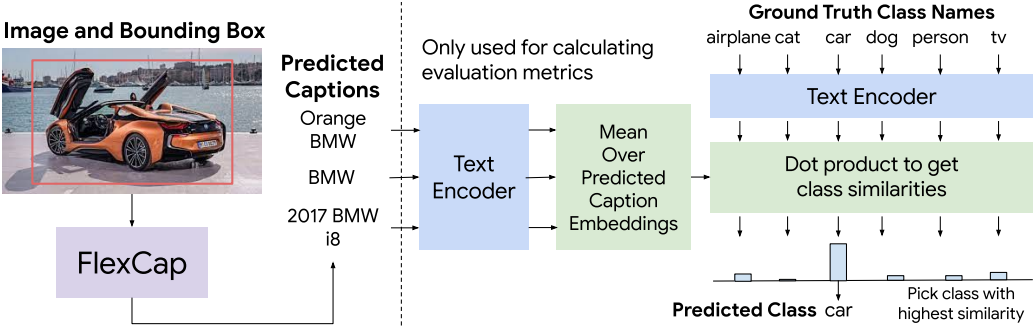 Image and Bounding Box
FlexCap
Predicted
Captions
Orange
BMW
BMW
2017 BMW
i8
Only used for calculating
evaluation metrics
Text
Encoder
Mean
Over
Predicted
Caption
Embeddings
Ground Truth Class Names
airplane cat car dog person tv
Text Encoder
Dot product to get
class similarities
Predicted Class car
Pick class with
highest similarity